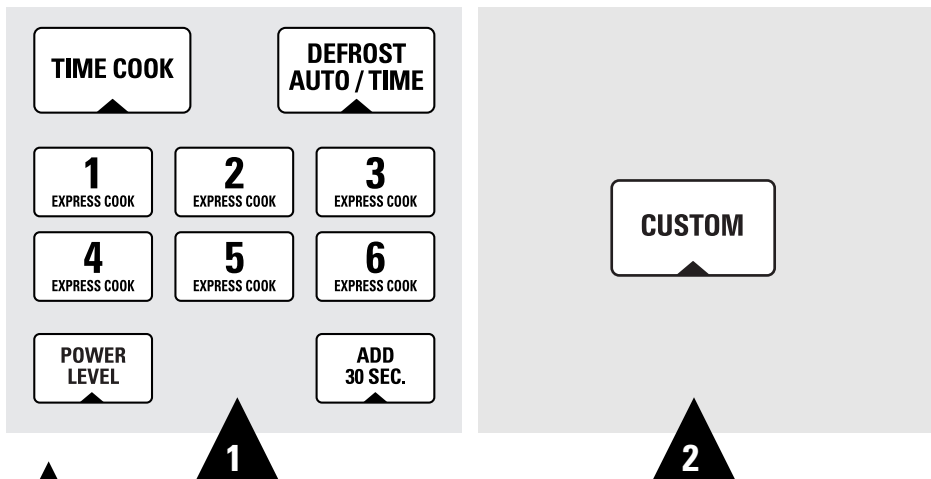 TIME COOK
DEFROST
AUTO / TIME
1
EXPRESS COOK
2
EXPRESS COOK
3
EXPRESS COOK
4
EXPRESS COOK
5
EXPRESS COOK
6
EXPRESS COOK
POWER
LEVEL
ADD
30 SEC.
1
CUSTOM
2